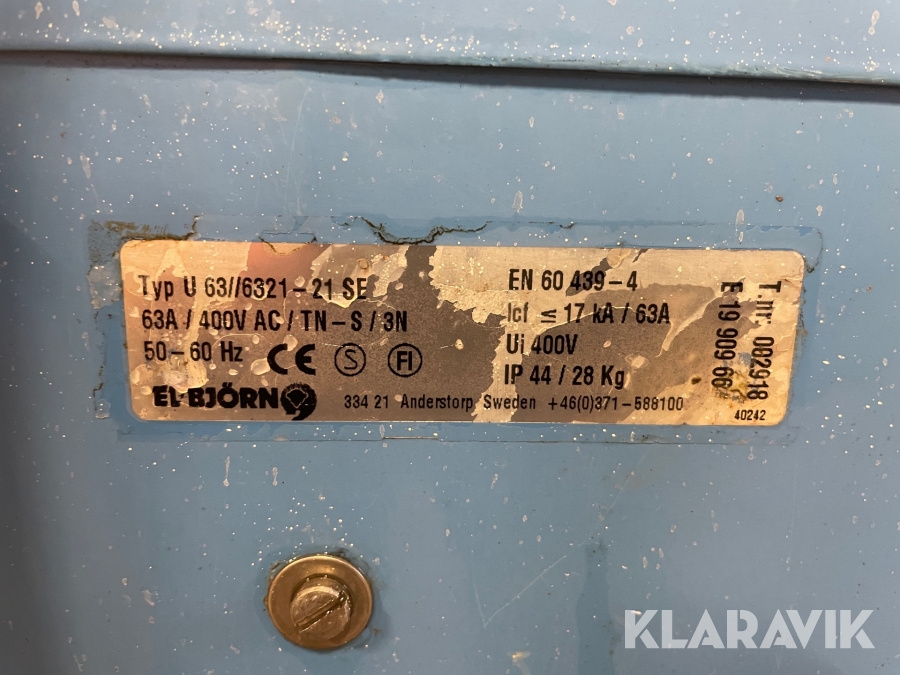 Typ U 63//6321-21 SE
63A / 400V AC / TN-S / 3N
50-60 Hz CE S FI
EL-BJÖRN
334 21 Anderstorp Sweden +46(0)371-588100
EN 60 439-4
Icf ≤ 17 kA / 63A
Ui 400V
IP 44 / 28 Kg
E 19 909 66
T.nr: 002918
40242
KLARAVIK